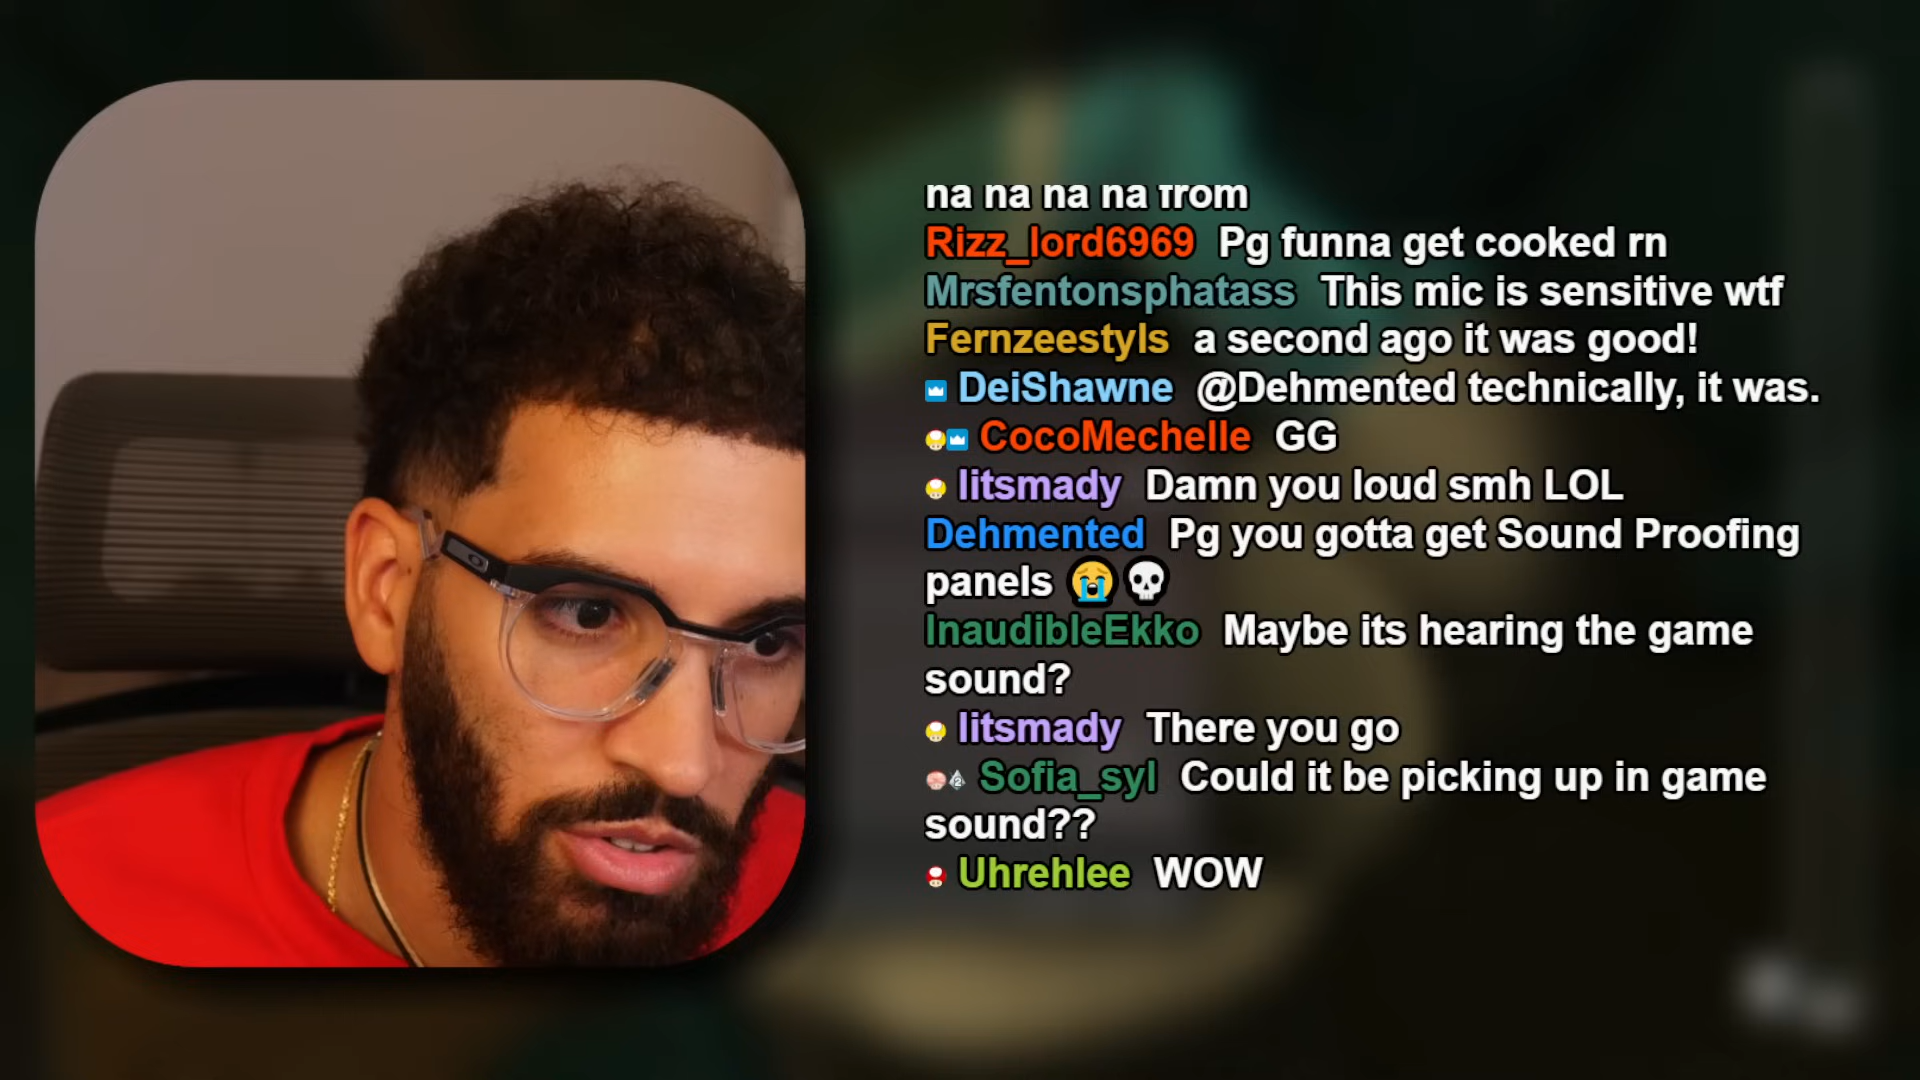 na na na na from
Rizz_lord6969 Pg funna get cooked rn
Mrsfentonsphatass This mic is sensitive wtf
Fernzeestyls a second ago it was good!
DeiShawne @Dehmented technically, it was.
CocoMechelle GG
litsmady Damn you loud smh LOL
Dehmented Pg you gotta get Sound Proofing
panels 😭💀
InaudibleEkko Maybe its hearing the game
sound?
litsmady There you go
Sofia_syl Could it be picking up in game
sound??
Uhrehlee WOW